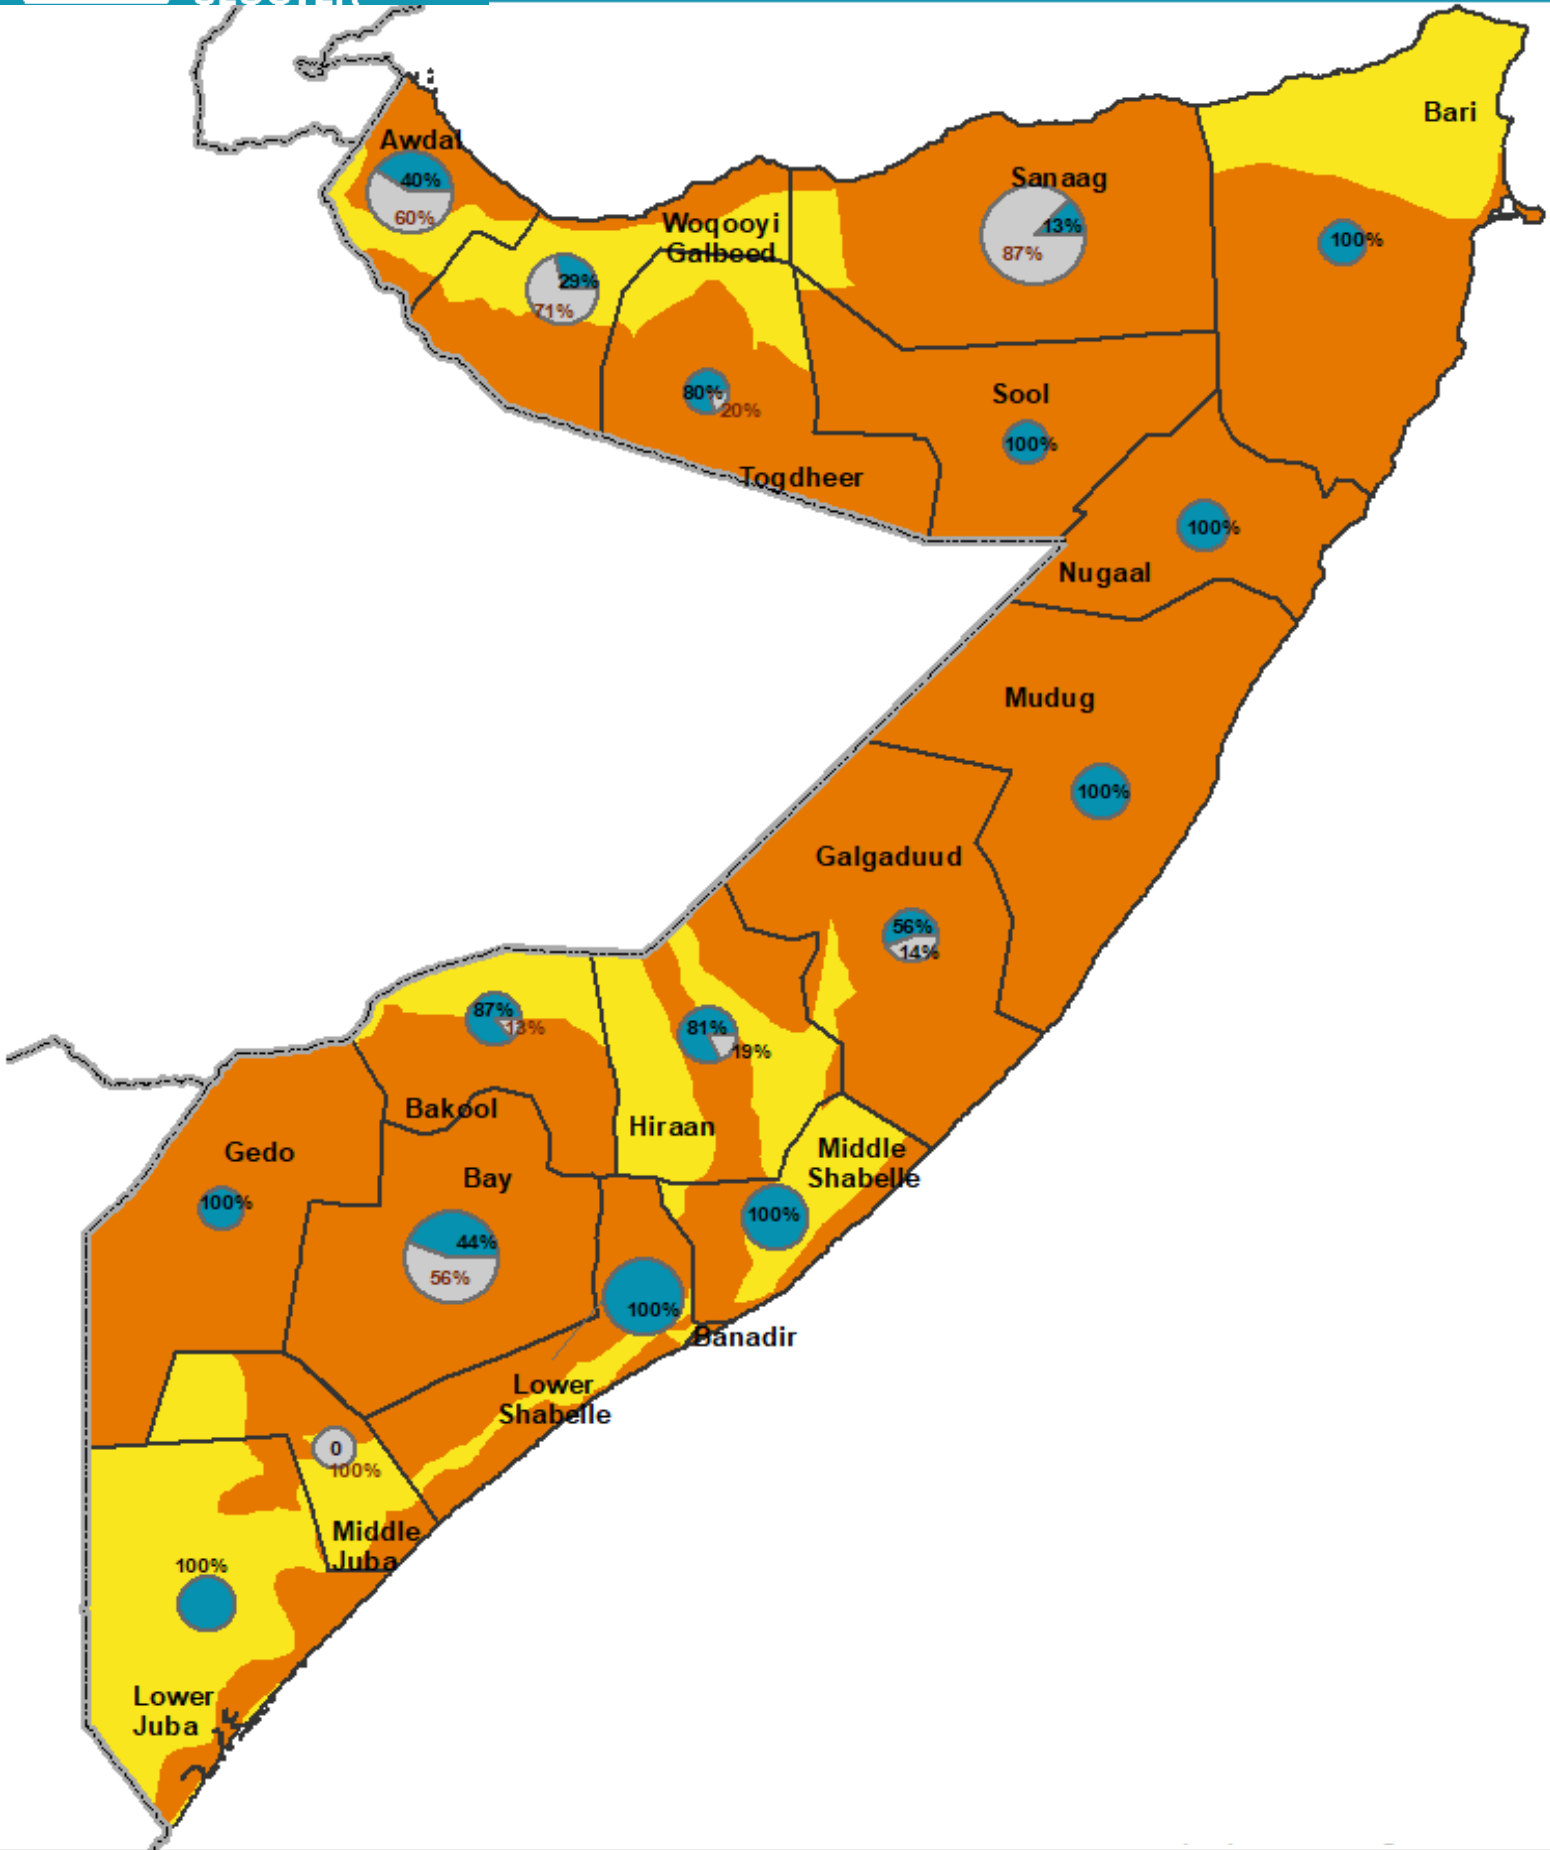 Awdal
40%
60%
Woqooyi
Galbeed
29%
71%
Sanaag
13%
87%
Bari
100%
80%
20%
Togdheer
Sool
100%
100%
Nugaal
Mudug
100%
Galgaduud
56%
14%
87%
13%
81%
19%
Bakool
Hiraan
Middle
Shabelle
100%
Gedo
100%
Bay
44%
56%
100%
Banadir
Lower
Shabelle
0
100%
Middle
Juba
100%
Lower
Juba